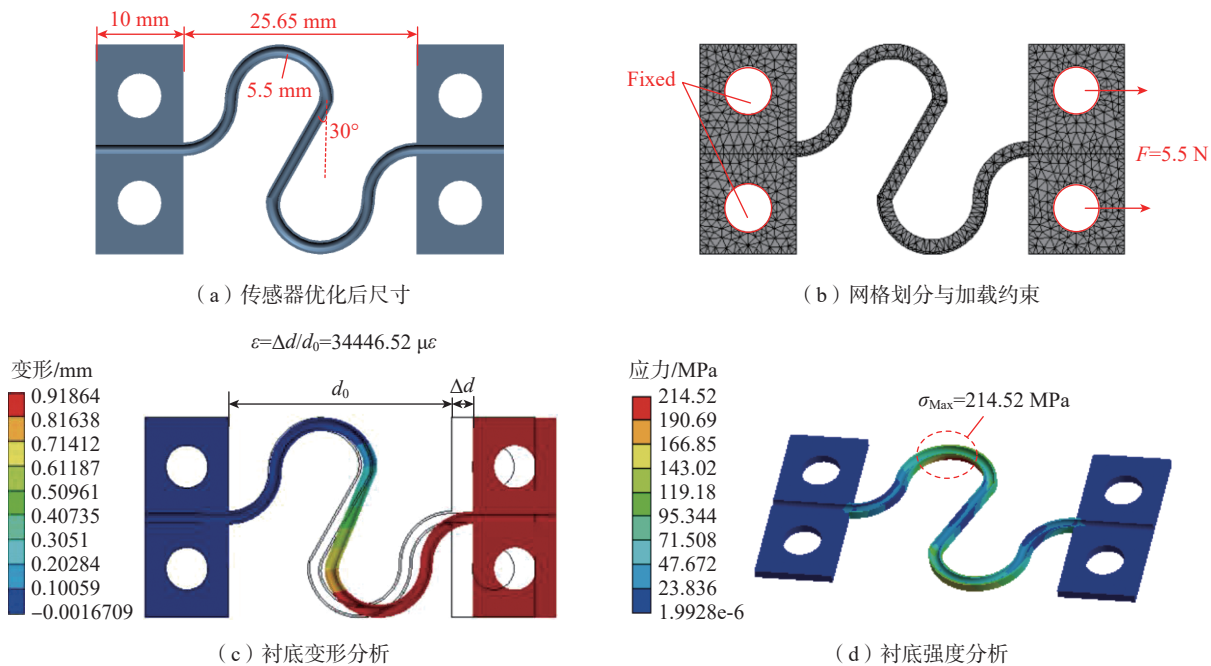 10 mm
25.65 mm
5.5 mm
30°
（a）传感器优化后尺寸
Fixed
F=5.5 N
（b）网格划分与加载约束
ε=Δd/d₀=34446.52 με
变形/mm
0.91864
0.81638
0.71412
0.61187
0.50961
0.40735
0.3051
0.20284
0.10059
−0.0016709
d₀
Δd
（c）衬底变形分析
应力/MPa
214.52
190.69
166.85
143.02
119.18
95.344
71.508
47.672
23.836
1.9928e-6
σMax=214.52 MPa
（d）衬底强度分析